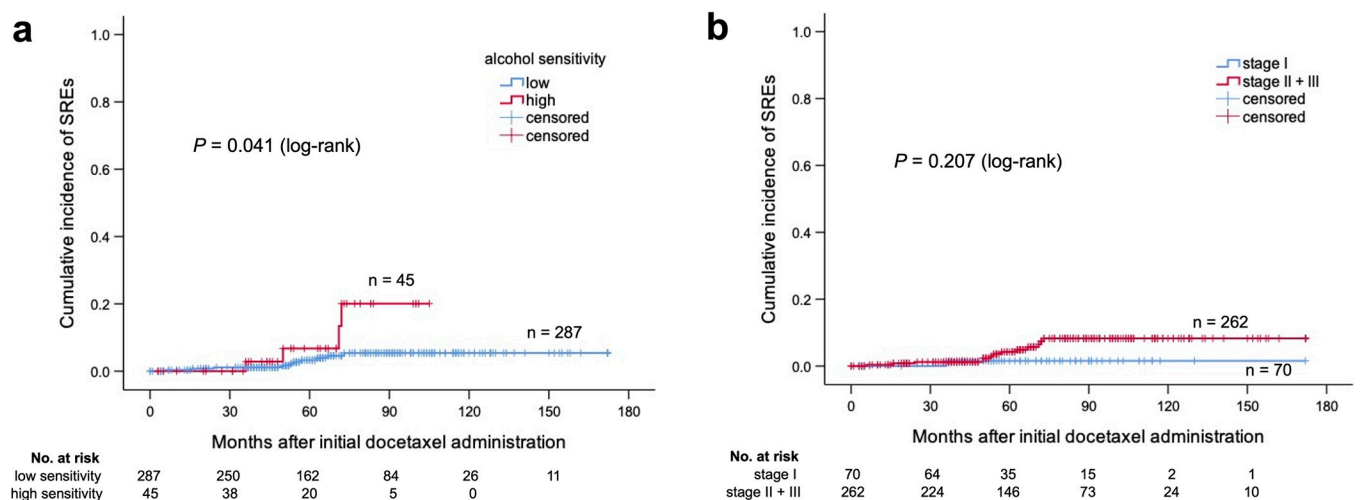 a
1.0
0.8
0.6
0.4
0.2
0.0
Cumulative incidence of SREs
alcohol sensitivity
low
high
censored
censored
P = 0.041 (log-rank)
n = 45
n = 287
0 30 60 90 120 150 180
Months after initial docetaxel administration
No. at risk
low sensitivity 287 250 162 84 26 11
high sensitivity 45 38 20 5 0
b
1.0
0.8
0.6
0.4
0.2
0.0
Cumulative incidence of SREs
stage I
stage II + III
censored
censored
P = 0.207 (log-rank)
n = 262
n = 70
0 30 60 90 120 150 180
Months after initial docetaxel administration
No. at risk
stage I 70 64 35 15 2 1
stage II + III 262 224 146 73 24 10